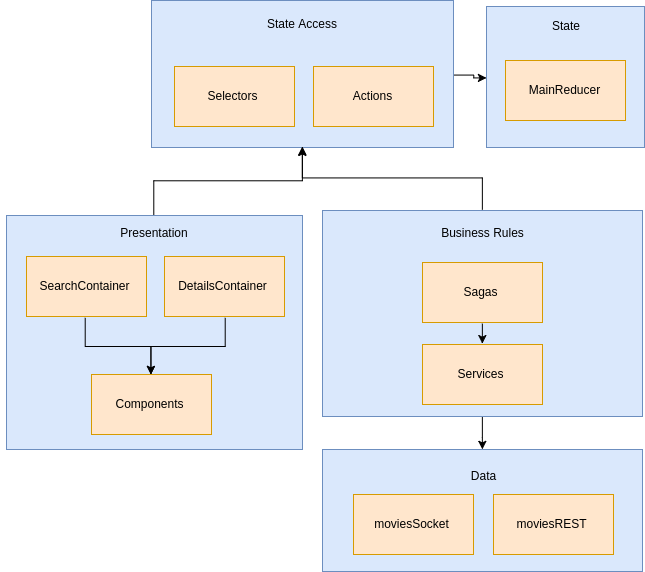 State Access
Selectors
Actions
State
MainReducer
Presentation
SearchContainer
DetailsContainer
Components
Business Rules
Sagas
Services
Data
moviesSocket
moviesREST